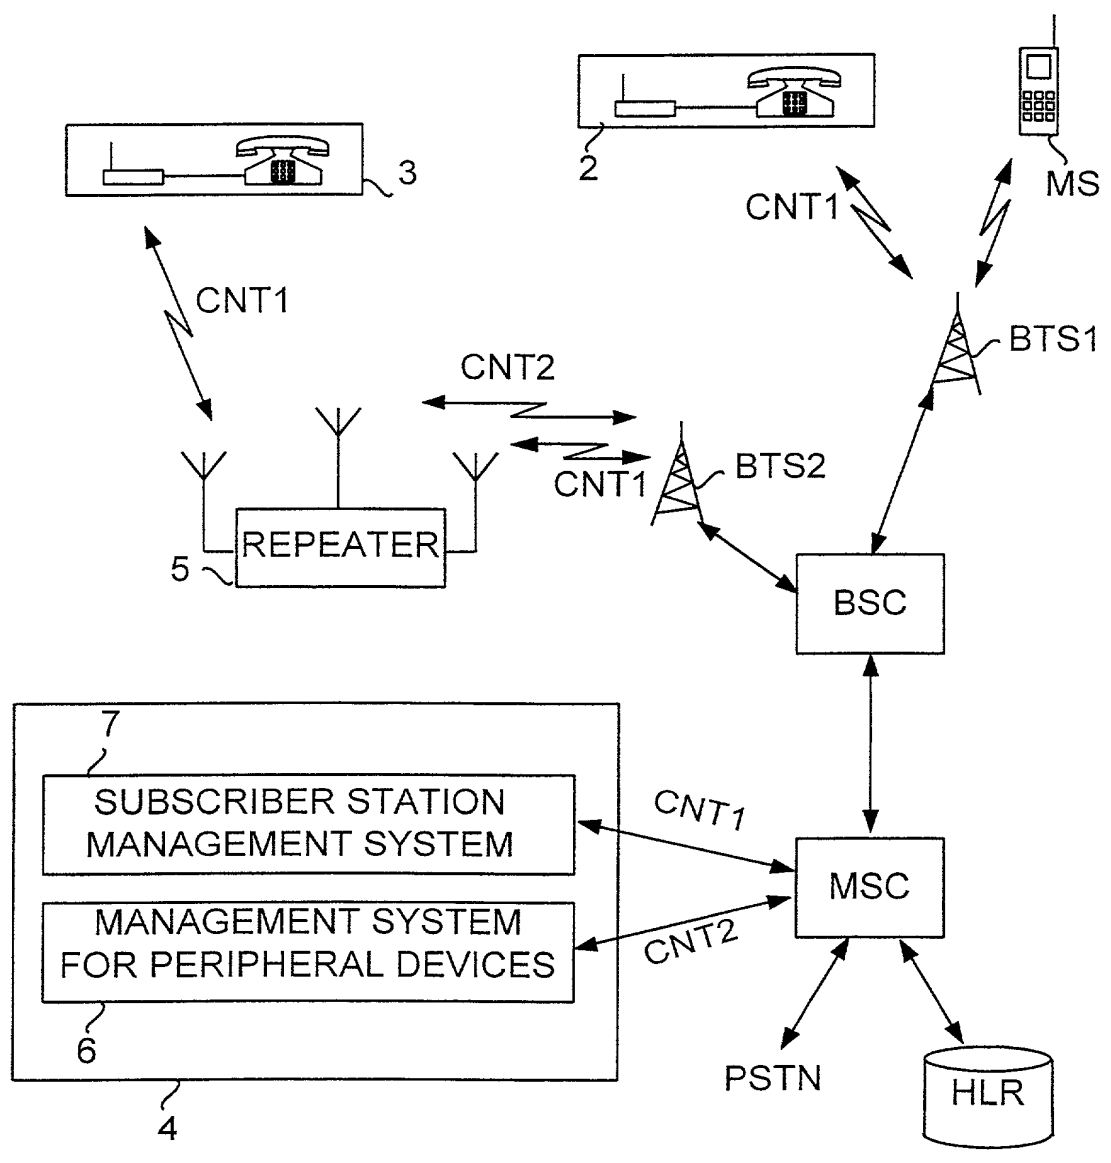 2
MS
3
CNT1
CNT1
BTS1
CNT2
CNT1
BTS2
REPEATER
5
BSC
7
SUBSCRIBER STATION
MANAGEMENT SYSTEM
CNT1
MSC
MANAGEMENT SYSTEM
FOR PERIPHERAL DEVICES
CNT2
6
PSTN
HLR
4